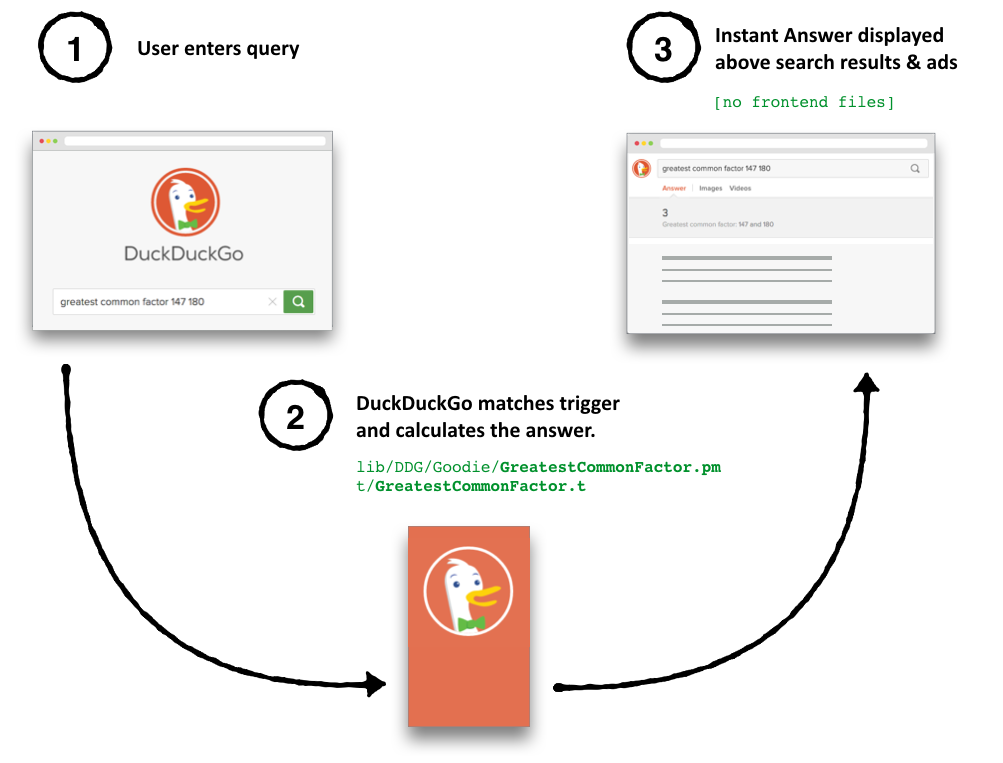 1
User enters query
DuckDuckGo
greatest common factor 147 180
2
DuckDuckGo matches trigger
and calculates the answer.
lib/DDG/Goodie/GreatestCommonFactor.pm
t/GreatestCommonFactor.t
3
Instant Answer displayed
above search results & ads
[no frontend files]
greatest common factor 147 180
Answer Images Videos
3
Greatest common factor: 147 and 180